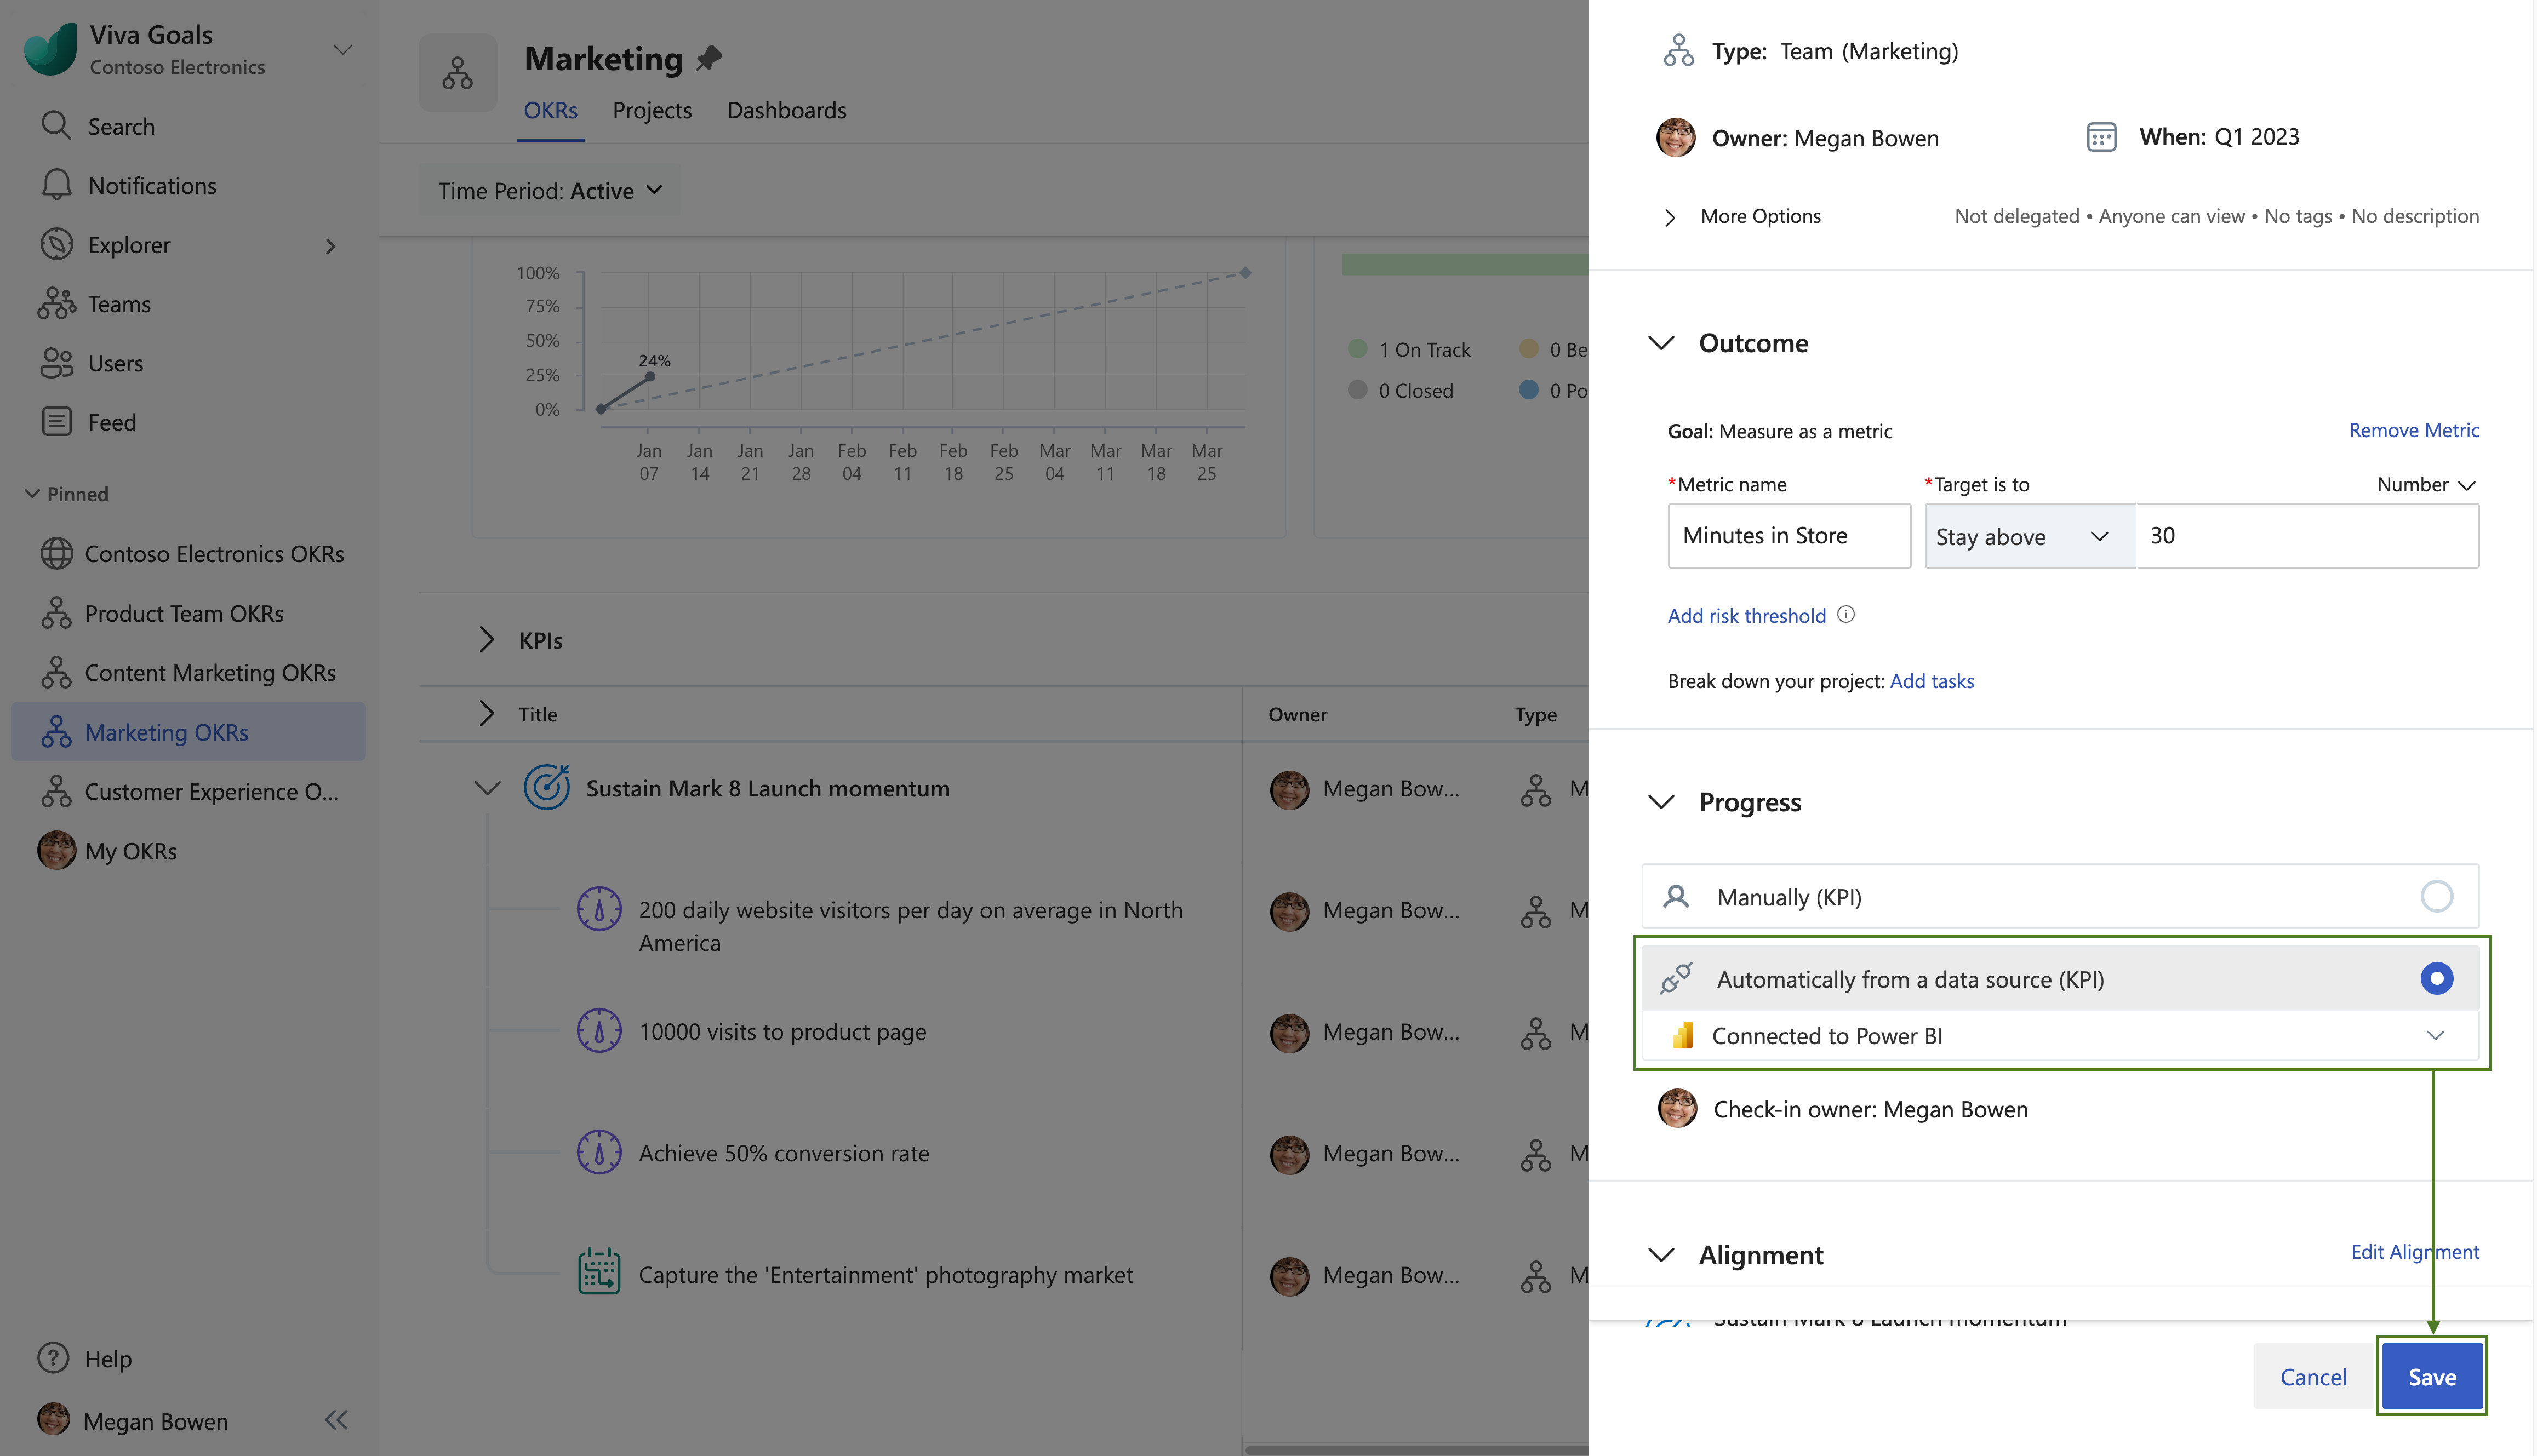 Viva Goals
Contoso Electronics
Search
Notifications
Explorer
Teams
Users
Feed
Pinned
Contoso Electronics OKRs
Product Team OKRs
Content Marketing OKRs
Marketing OKRs
Customer Experience O...
My OKRs
Help
Megan Bowen
Marketing
OKRs Projects Dashboards
Time Period: Active
100%
75%
50%
25%
0%
24%
Jan 07
Jan 14
Jan 21
Jan 28
Feb 04
Feb 11
Feb 18
Feb 25
Mar 04
Mar 11
Mar 18
Mar 25
1 On Track
0 Be
0 Closed
0 Po
KPIs
Title Owner Type
Sustain Mark 8 Launch momentum Megan Bow... M
200 daily website visitors per day on average in North
America
Megan Bow... M
10000 visits to product page Megan Bow... M
Achieve 50% conversion rate Megan Bow... M
Capture the 'Entertainment' photography market Megan Bow... M
Type: Team (Marketing)
Owner: Megan Bowen
When: Q1 2023
More Options
Not delegated • Anyone can view • No tags • No description
Outcome
Goal: Measure as a metric
Remove Metric
*Metric name
*Target is to
Number
Minutes in Store
Stay above
30
Add risk threshold
Break down your project: Add tasks
Progress
Manually (KPI)
Automatically from a data source (KPI)
Connected to Power BI
Check-in owner: Megan Bowen
Alignment
Edit Alignment
Sustain Mark 8 Launch momentum
Cancel
Save